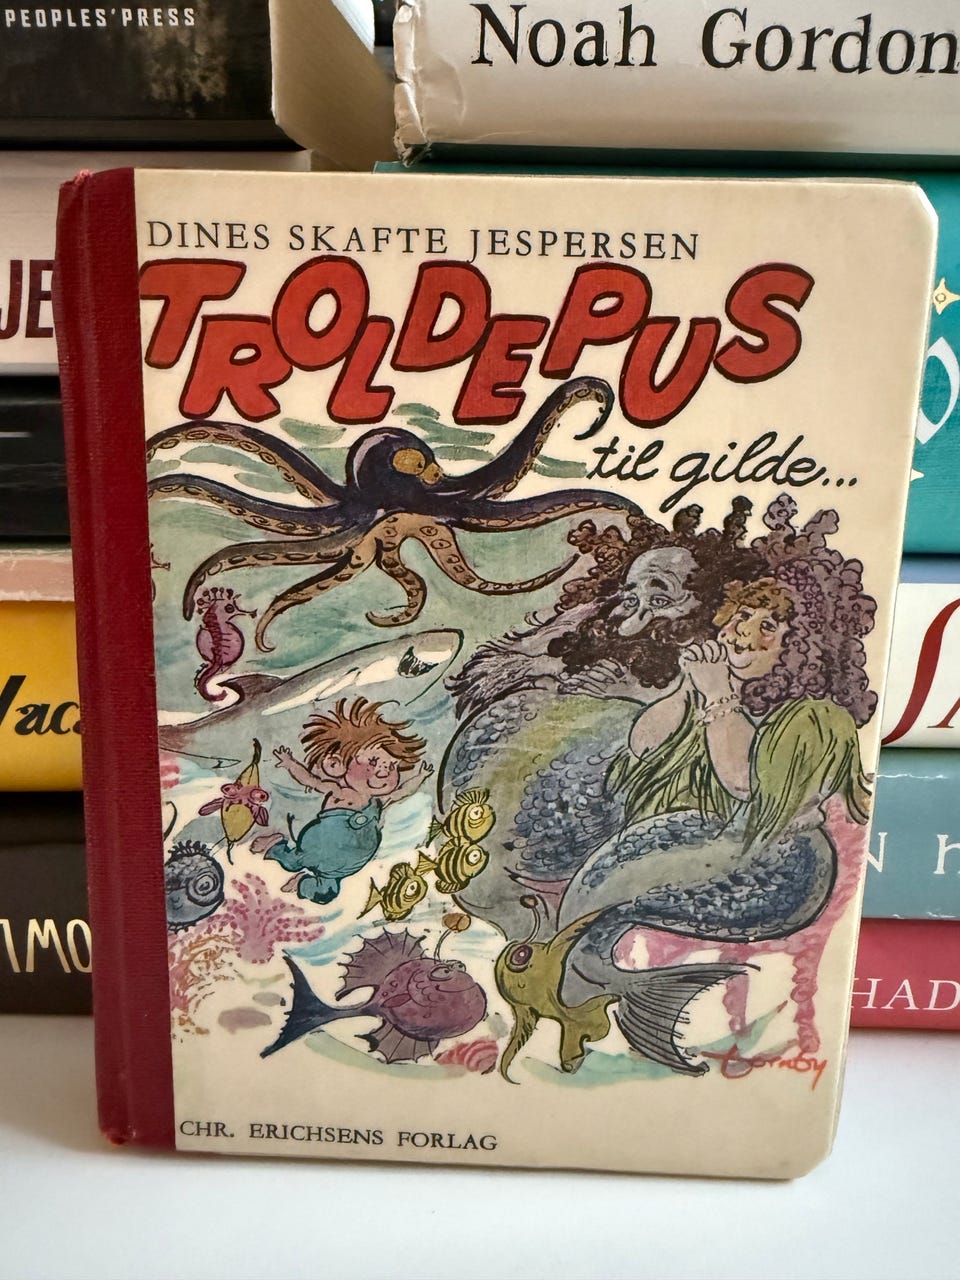 PEOPLES' PRESS
Noah Gordon
DINES SKAFTE JESPERSEN
TROLDEPUS
til gilde...
CHR. ERICHSENS FORLAG